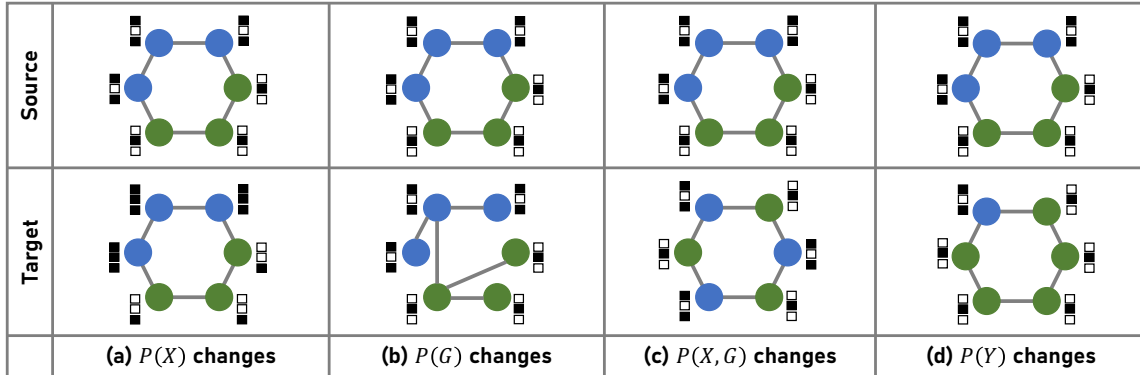 Source
Target
(a) P(X) changes
(b) P(G) changes
(c) P(X, G) changes
(d) P(Y) changes